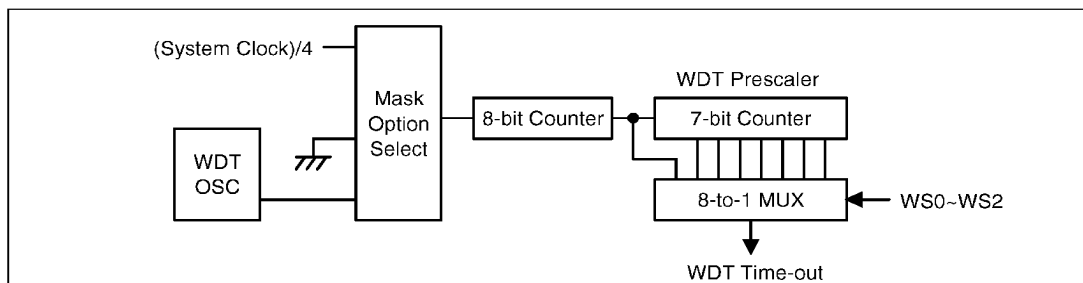 (System Clock)/4
WDT
OSC
Mask
Option
Select
8-bit Counter
WDT Prescaler
7-bit Counter
8-to-1 MUX
WS0~WS2
WDT Time-out